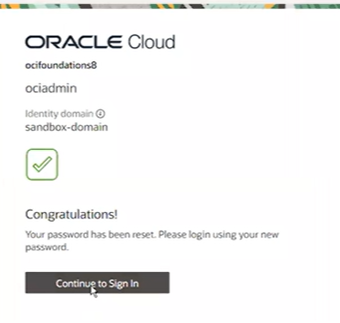 ORACLE Cloud
ocifoundations8
ociadmin
Identity domain
sandbox-domain
Congratulations!
Your password has been reset. Please login using your new
password.
Continue to Sign In